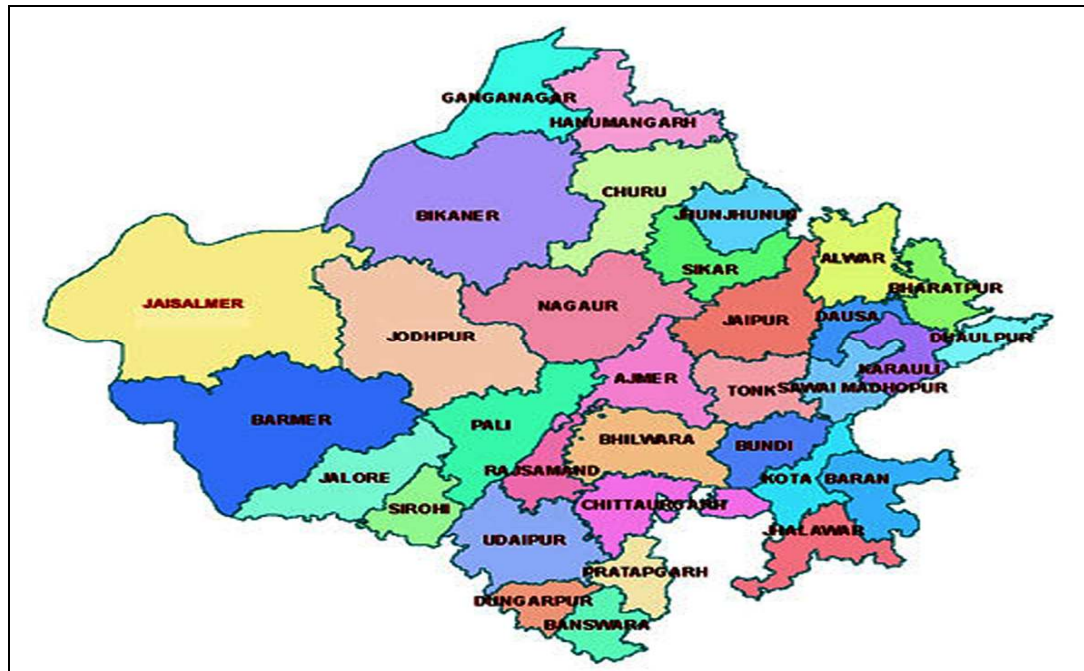 GANGANAGAR
HANUMANGARH
CHURU
BIKANER
JHUNJHUNUN
ALWAR
SIKAR
BHARATPUR
JAISALMER
NAGAUR
JAIPUR
DAUSA
JODHPUR
DHAULPUR
KARAULI
AJMER
TONK
SAWAI MADHOPUR
BARMER
PALI
BHILWARA
BUNDI
RAJSAMAND
JALORE
KOTA
BARAN
SIROHI
CHITTAURGARH
UDAIPUR
JHALAWAR
PRATAPGARH
DUNGARPUR
BANSWARA